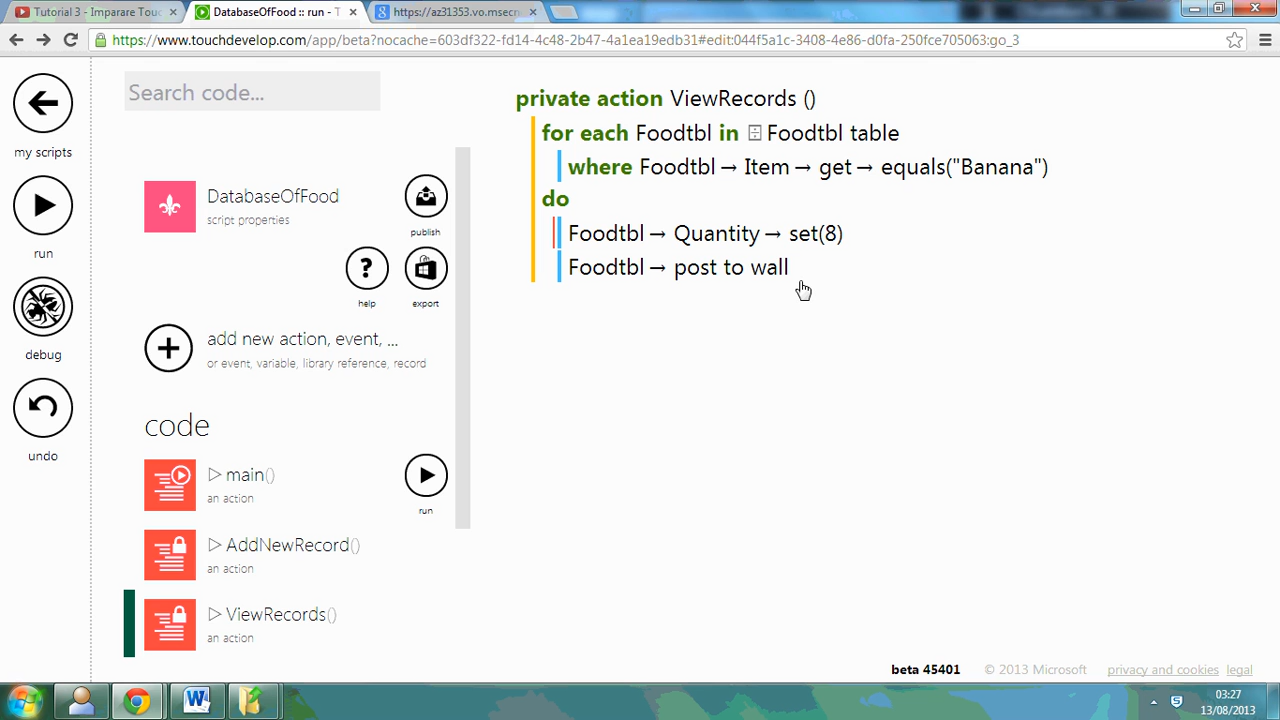 Tutorial 3 - Imparare Touc
DatabaseOfFood :: run - T
https://az31353.vo.msecn
https://www.touchdevelop.com/app/beta?nocache=603df322-fd14-4c48-2b47-4a1ea19edb31#edit:044f5a1c-3408-4e86-d0fa-250fce705063:go_3
my scripts
run
debug
undo
Search code...
DatabaseOfFood
script properties
publish
help
export
add new action, event, ...
or event, variable, library reference, record
code
▷ main()
an action
run
▷ AddNewRecord()
an action
▷ ViewRecords()
an action
private action ViewRecords ()
for each Foodtbl in Foodtbl table
where Foodtbl → Item → get → equals("Banana")
do
Foodtbl → Quantity → set(8)
Foodtbl → post to wall
beta 45401 © 2013 Microsoft privacy and cookies legal
03:27
13/08/2013